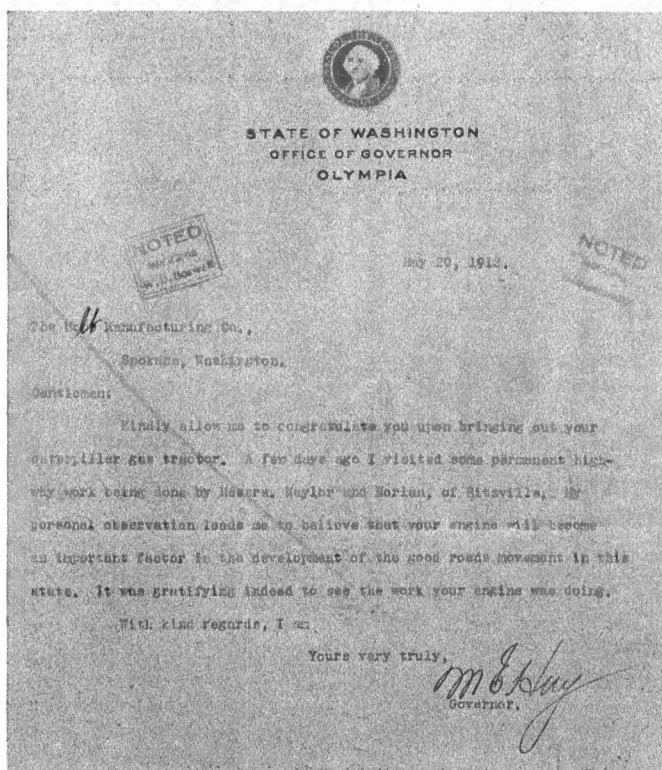 STATE OF WASHINGTON
OFFICE OF GOVERNOR
OLYMPIA
NOTED
NOTED
May 20, 1912.
The Holt Manufacturing Co.,
Spokane, Washington.
Gentlemen:
Kindly allow me to congratulate you upon bringing out your
caterpillar gas tractor. A few days ago I visited some permanent high-
way work being done by Messrs. Naylor and Norlan, of Ritzville. My
personal observation leads me to believe that your engine will become
an important factor in the development of the good roads movement in this
state. It was gratifying indeed to see the work your engine was doing.
With kind regards, I am
Yours very truly,
M E Hay
Governor.